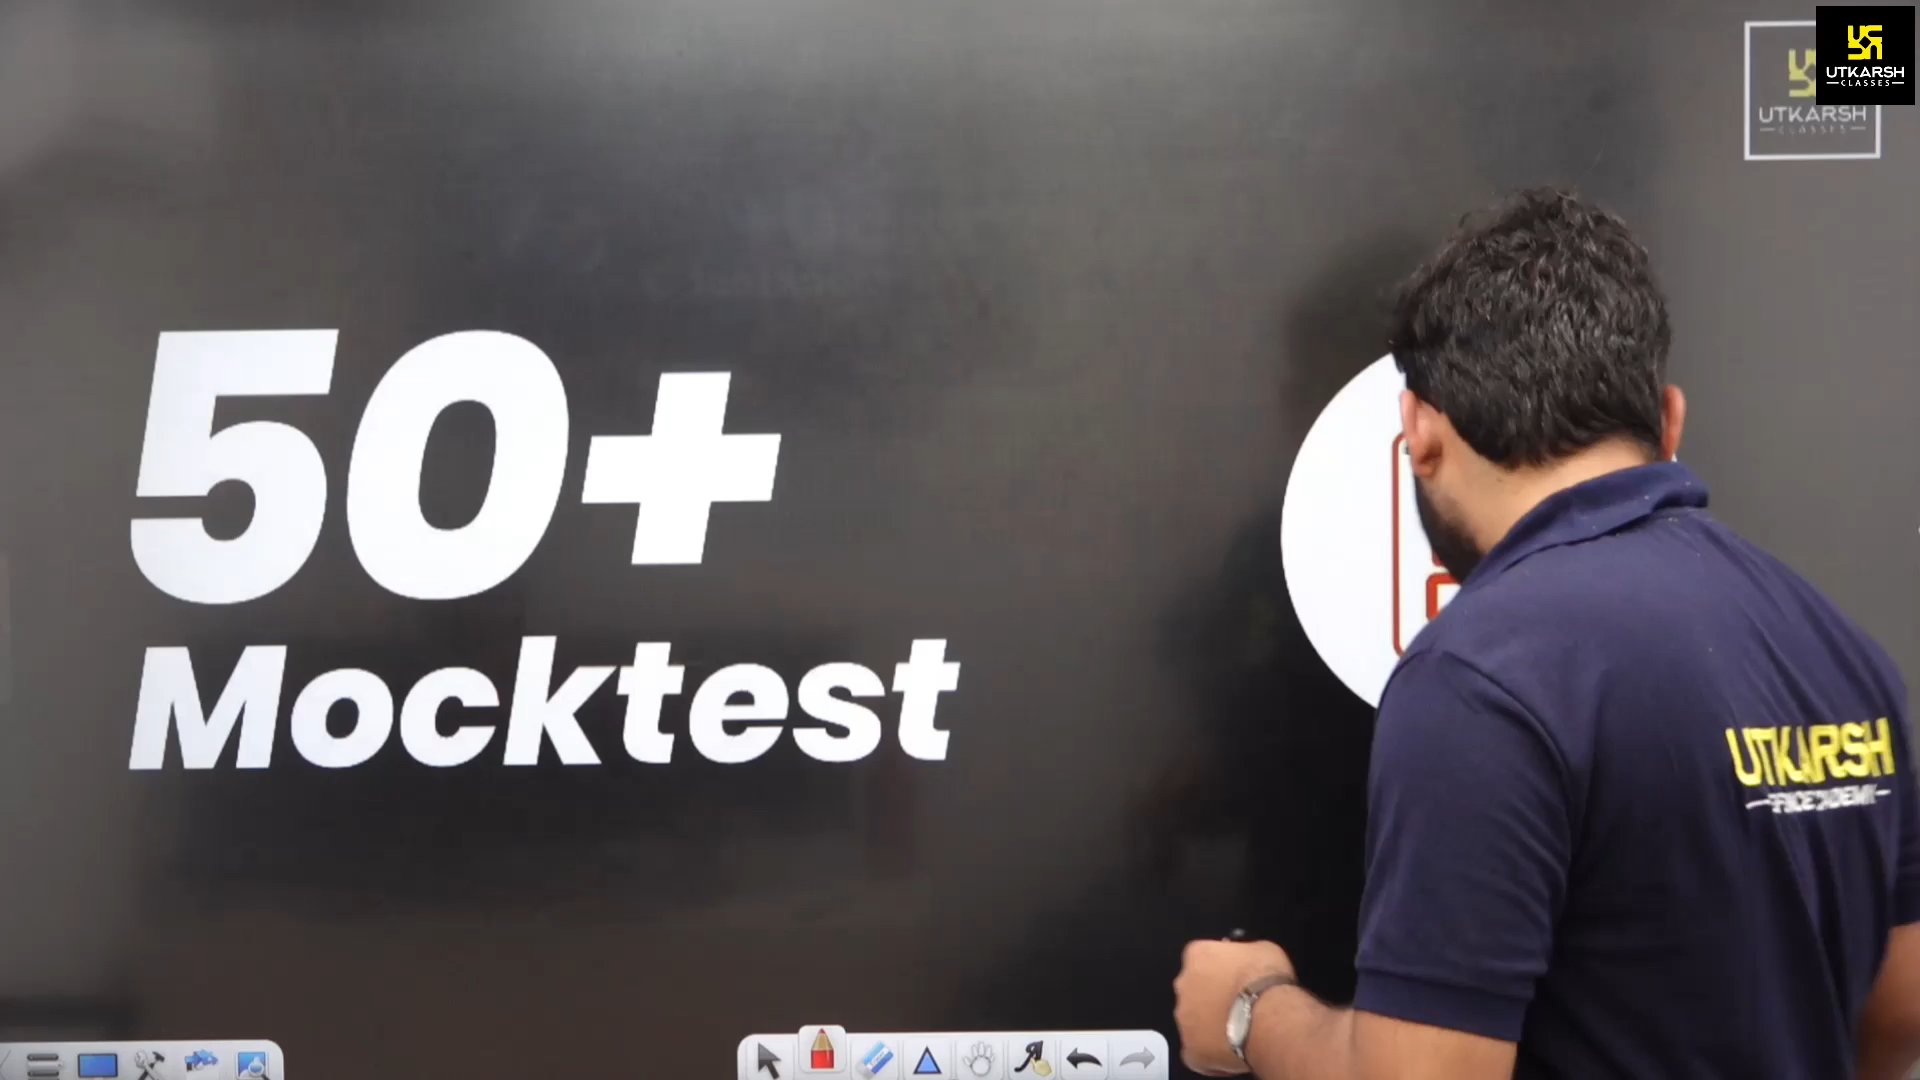 UTKARSH
CLASSES
UTKARSH
CLASSES
50+
Mocktest
UTKARSH